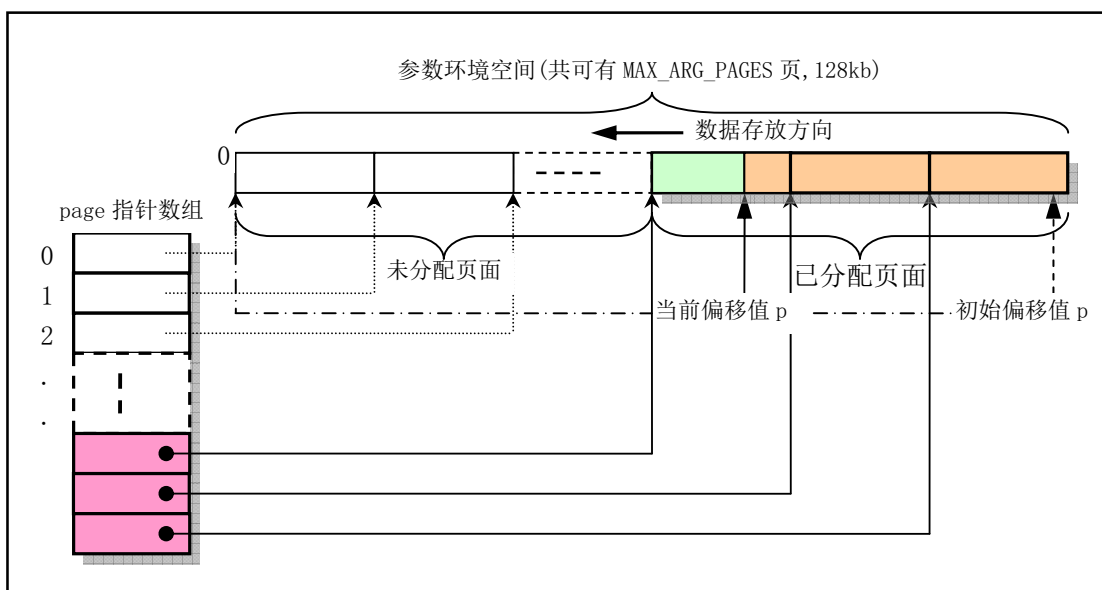 参数环境空间(共可有 MAX_ARG_PAGES 页,128kb)
数据存放方向
0
page 指针数组
0
未分配页面
已分配页面
1
当前偏移值 p
初始偏移值 p
2
.
.